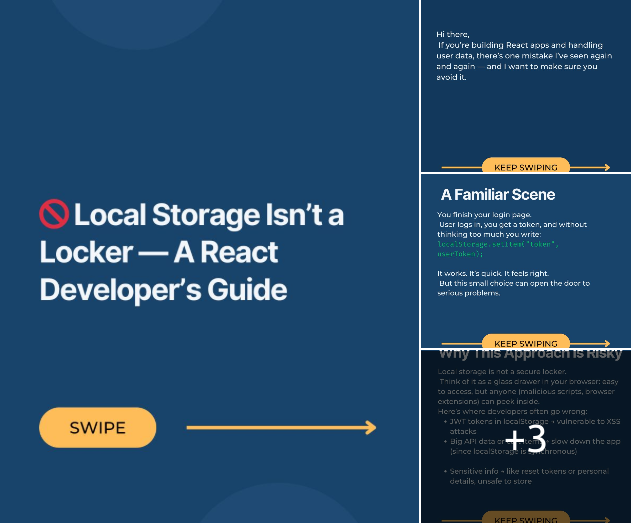 🚫 Local Storage Isn’t a
Locker — A React
Developer’s Guide
SWIPE
Hi there,
If you’re building React apps and handling
user data, there’s one mistake I’ve seen again
and again — and I want to make sure you
avoid it.
KEEP SWIPING
A Familiar Scene
You finish your login page.
User logs in, you get a token, and without
thinking too much you write:
localStorage.setItem("token",
userToken);
It works. It’s quick. It feels right.
But this small choice can open the door to
serious problems.
KEEP SWIPING
Why This Approach Is Risky
Local storage is not a secure locker.
Think of it as a glass drawer in your browser: easy
to access, but anyone (malicious scripts, browser
extensions) can peek inside.
Here’s where developers often go wrong:
• JWT tokens in localStorage → vulnerable to XSS
attacks
• Big API data or → slow down the app
(since localStorage is synchronous)
+3
• Sensitive info → like reset tokens or personal
details, unsafe to store
KEEP SWIPING